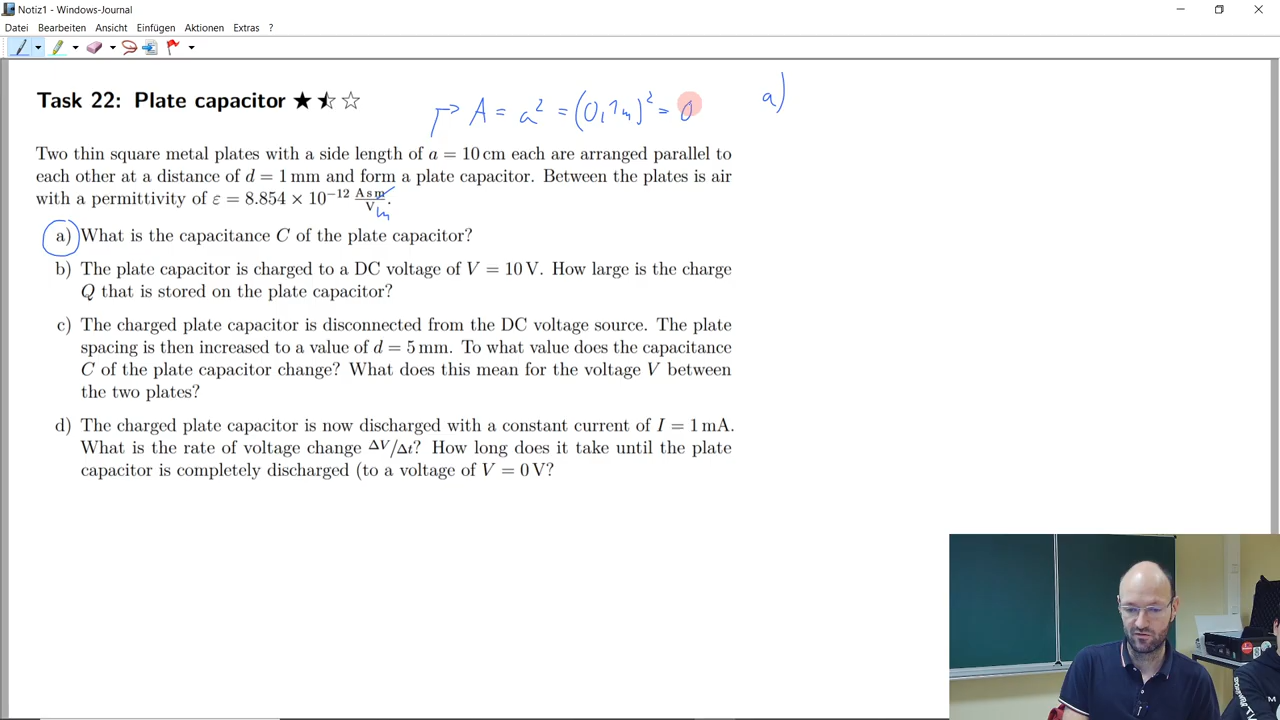 Notiz1 - Windows-Journal
Datei Bearbeiten Ansicht Einfügen Aktionen Extras ?
Task 22: Plate capacitor ★
A = a² = (0,1m)² = 0
a)
Two thin square metal plates with a side length of a = 10 cm each are arranged parallel to
each other at a distance of d = 1 mm and form a plate capacitor. Between the plates is air
with a permittivity of ε = 8.854 × 10⁻¹² A s m/V.
m
a) What is the capacitance C of the plate capacitor?
b) The plate capacitor is charged to a DC voltage of V = 10 V. How large is the charge
Q that is stored on the plate capacitor?
c) The charged plate capacitor is disconnected from the DC voltage source. The plate
spacing is then increased to a value of d = 5 mm. To what value does the capacitance
C of the plate capacitor change? What does this mean for the voltage V between
the two plates?
d) The charged plate capacitor is now discharged with a constant current of I = 1 mA.
What is the rate of voltage change ΔV/Δt? How long does it take until the plate
capacitor is completely discharged (to a voltage of V = 0 V?